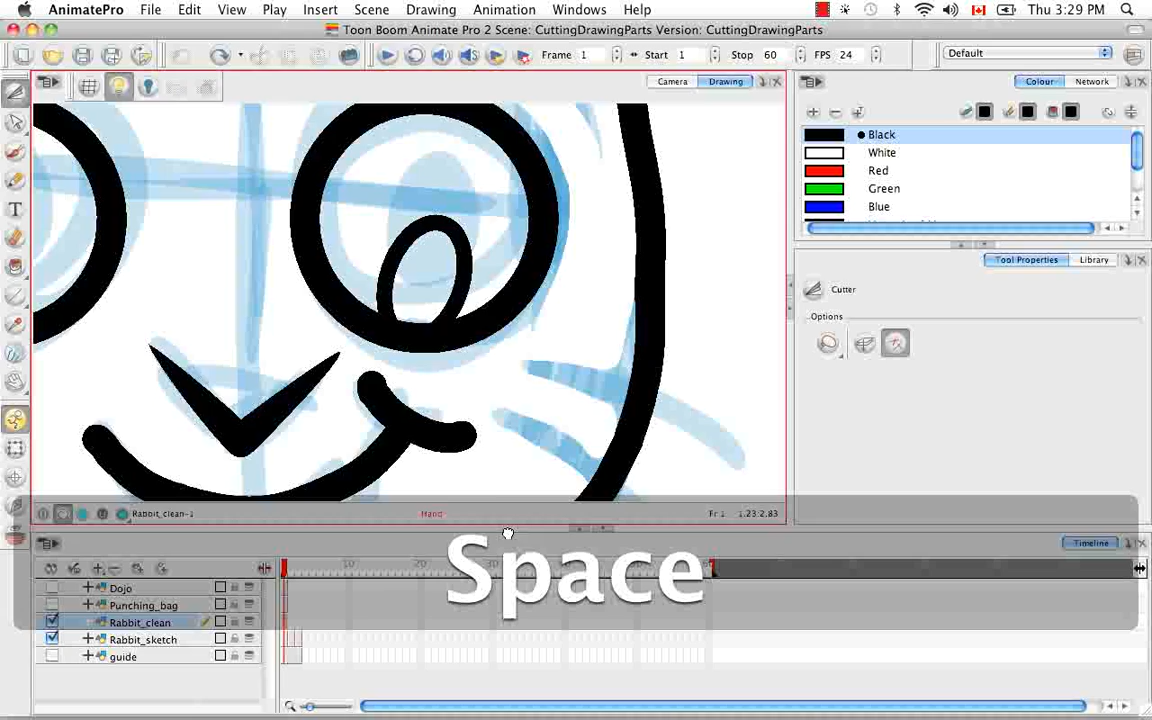 AnimatePro File Edit View Play Insert Scene Drawing Animation Windows Help Thu 3:29 PM
Toon Boom Animate Pro 2 Scene: CuttingDrawingParts Version: CuttingDrawingParts
Frame 1 Start 1 Stop 60 FPS 24 Default
Camera Drawing Colour Network
Black
White
Red
Green
Blue
Tool Properties Library
Cutter
Options
Rabbit_clean-1 Hand Fr 1 1.23:2.83
Space
Timeline
10 20
Dojo
Punching_bag
Rabbit_clean
Rabbit_sketch
guide